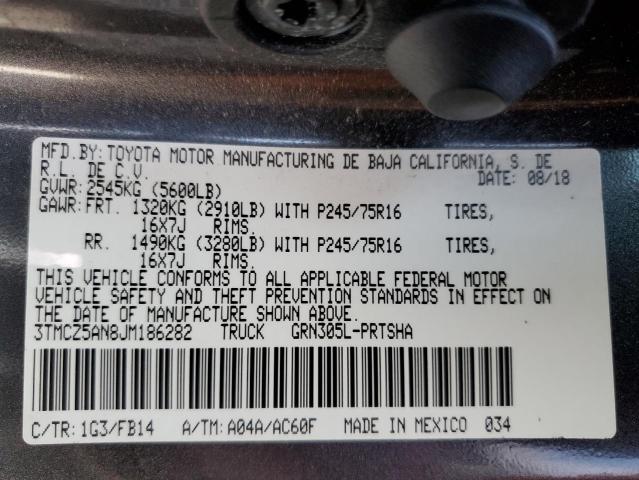 MFD.BY:TOYOTA MOTOR MANUFACTURING DE BAJA CALIFORNIA, S. DE
R.L. DE C.V. DATE: 08/18
GVWR:2545KG (5600LB)
GAWR:FRT. 1320KG (2910LB) WITH P245/75R16 TIRES,
16X7J RIMS.
RR. 1490KG (3280LB) WITH P245/75R16 TIRES,
16X7J RIMS.
THIS VEHICLE CONFORMS TO ALL APPLICABLE FEDERAL MOTOR
VEHICLE SAFETY AND THEFT PREVENTION STANDARDS IN EFFECT ON
THE DATE OF MANUFACTURE SHOWN ABOVE.
3TMCZ5AN8JM186282 TRUCK GRN305L-PRTSHA
C/TR:1G3/FB14 A/TM:A04A/AC60F MADE IN MEXICO 034